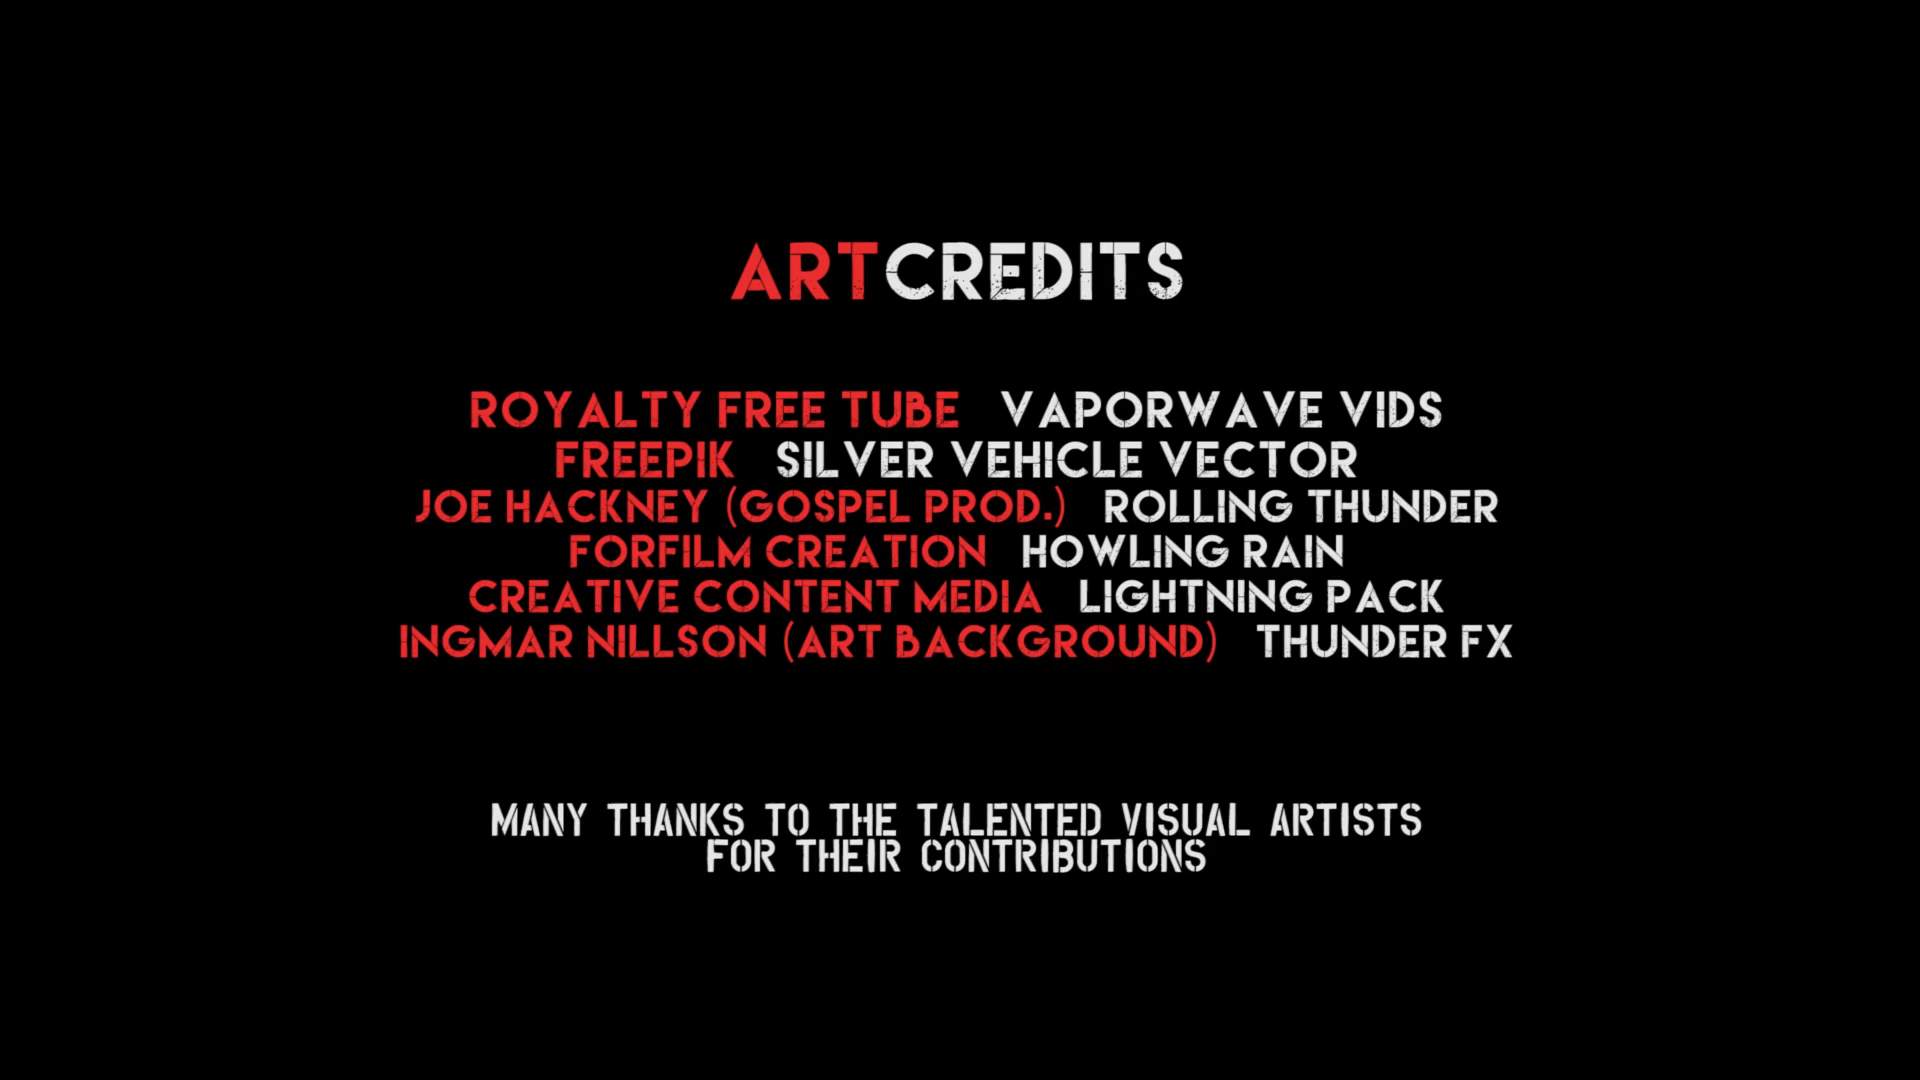 ARTCREDITS
ROYALTY FREE TUBE VAPORWAVE VIDS
FREEPIK SILVER VEHICLE VECTOR
JOE HACKNEY (GOSPEL PROD.) ROLLING THUNDER
FORFILM CREATION HOWLING RAIN
CREATIVE CONTENT MEDIA LIGHTNING PACK
INGMAR NILLSON (ART BACKGROUND) THUNDER FX
MANY THANKS TO THE TALENTED VISUAL ARTISTS
FOR THEIR CONTRIBUTIONS